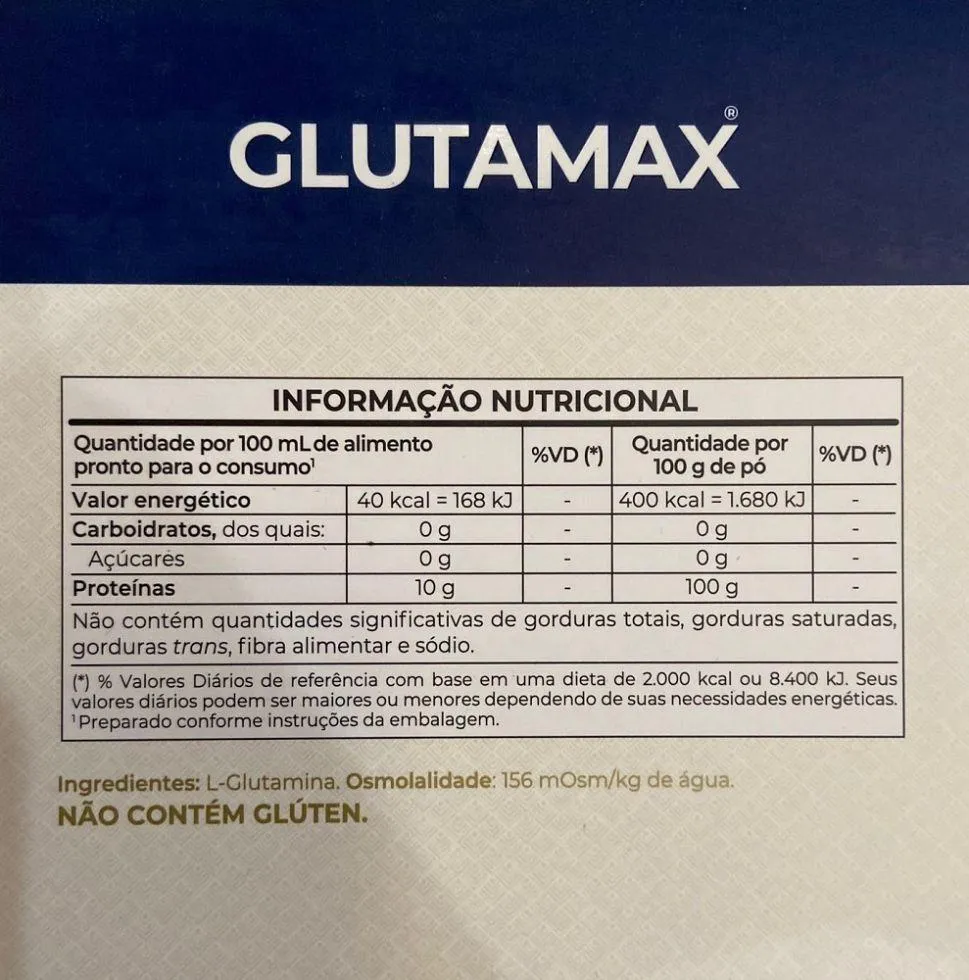 GLUTAMAX®
INFORMAÇÃO NUTRICIONAL
Quantidade por 100 mL de alimento pronto para o consumo¹ %VD (*) Quantidade por 100 g de pó %VD (*)
Valor energético 40 kcal = 168 kJ - 400 kcal = 1.680 kJ -
Carboidratos, dos quais: 0 g - 0 g -
Açúcares 0 g - 0 g -
Proteínas 10 g - 100 g -
Não contém quantidades significativas de gorduras totais, gorduras saturadas,
gorduras trans, fibra alimentar e sódio.
(*) % Valores Diários de referência com base em uma dieta de 2.000 kcal ou 8.400 kJ. Seus
valores diários podem ser maiores ou menores dependendo de suas necessidades energéticas.
¹ Preparado conforme instruções da embalagem.
Ingredientes: L-Glutamina. Osmolalidade: 156 mOsm/kg de água.
NÃO CONTÉM GLÚTEN.